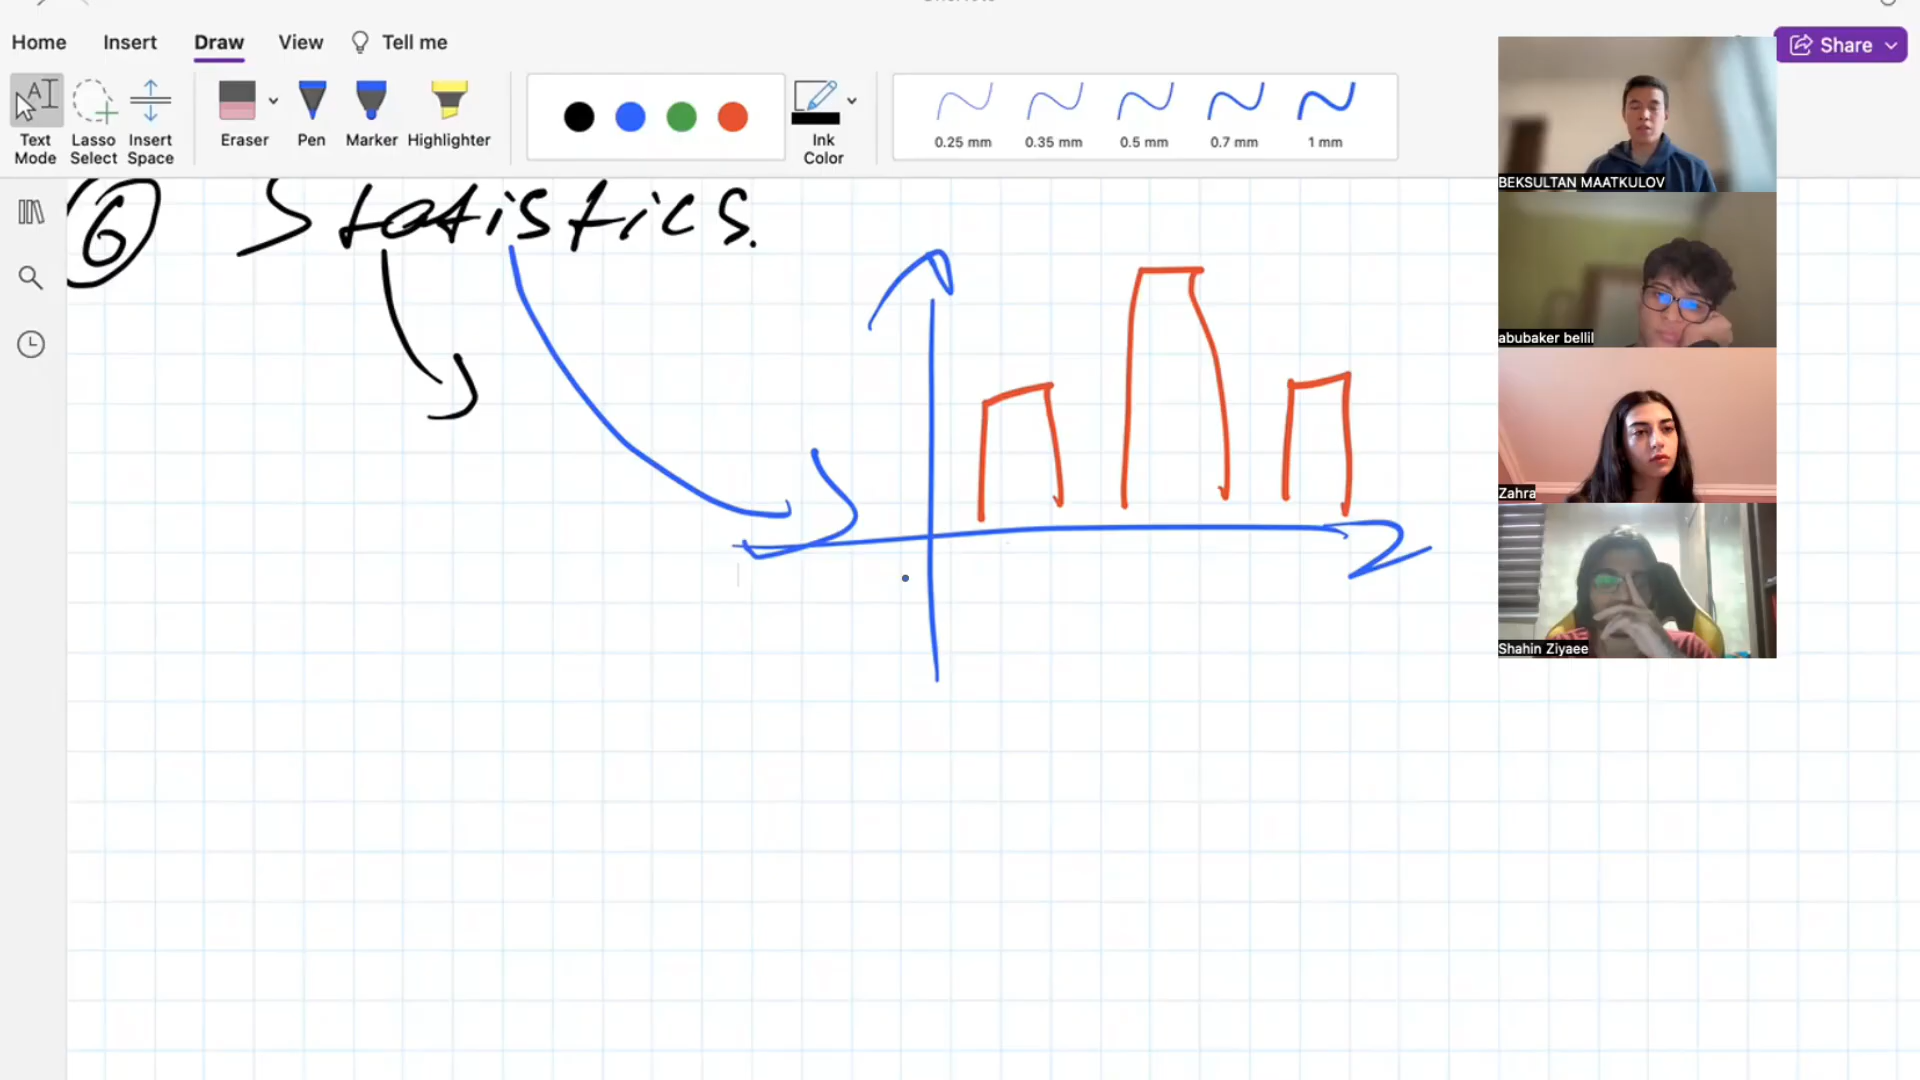 Home Insert Draw View Tell me
Share
Text Mode
Lasso Select
Insert Space
Eraser
Pen
Marker
Highlighter
Ink Color
0.25 mm
0.35 mm
0.5 mm
0.7 mm
1 mm
BEKSULTAN MAATKULOV
6 Statistics.
abubaker bellil
Zahra
Shahin Ziyaee